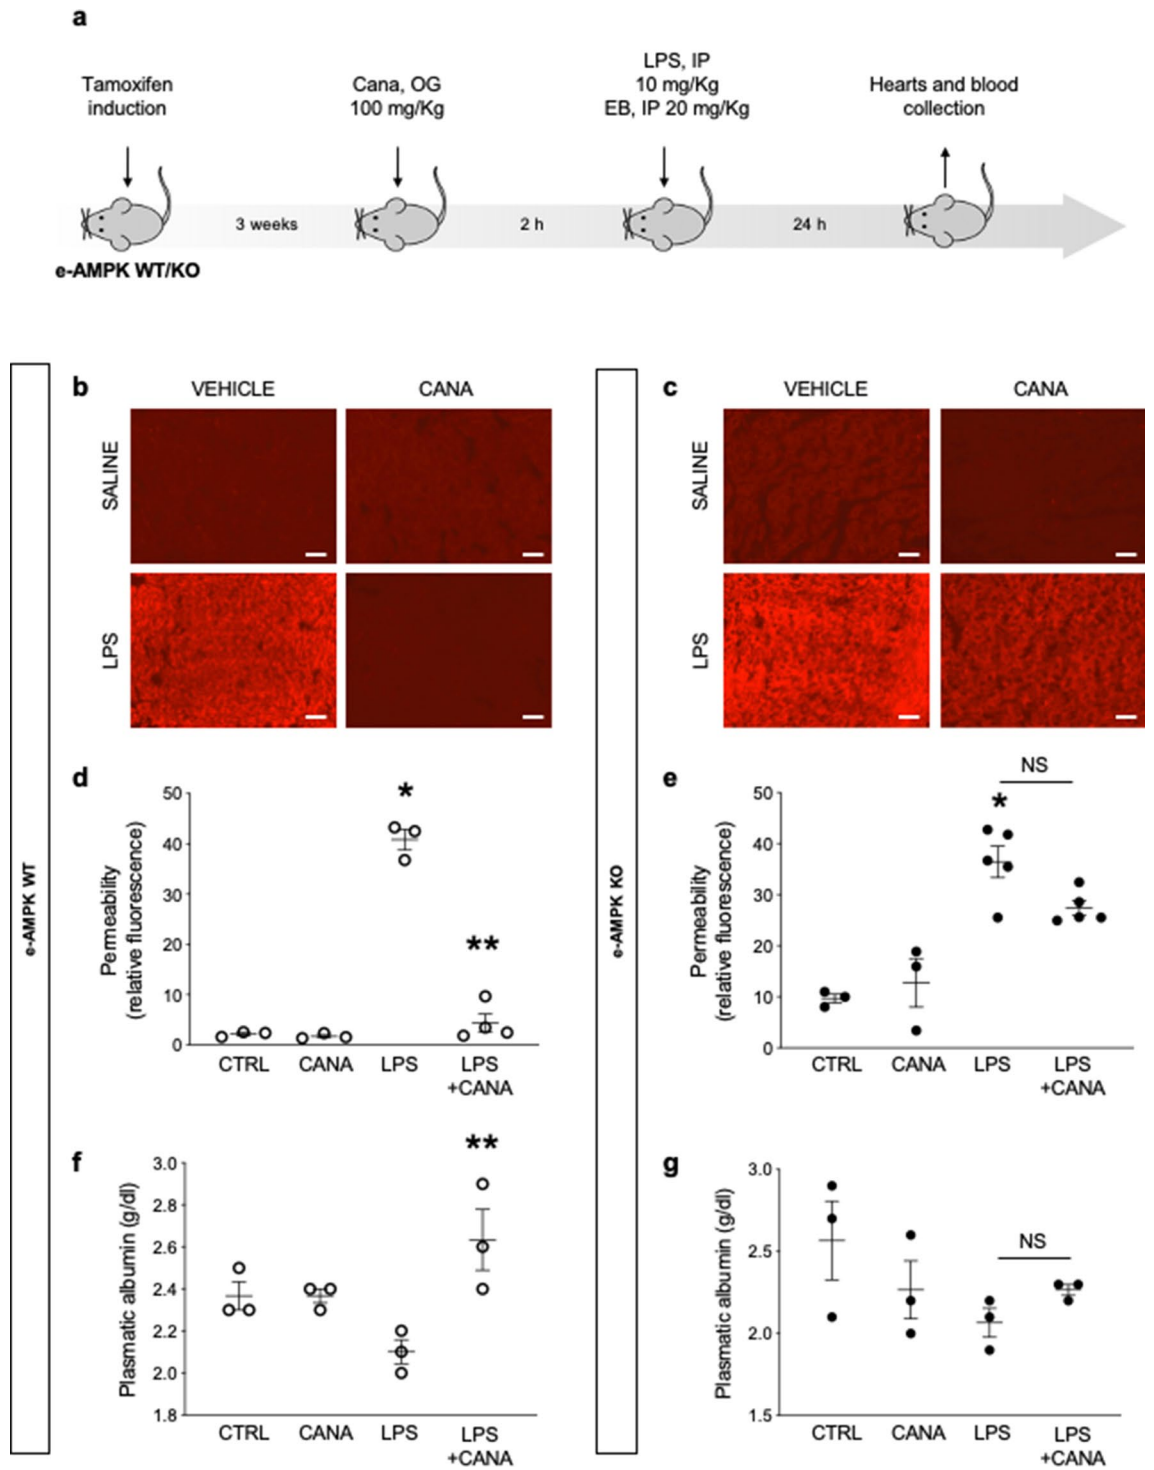 a
Tamoxifen
induction
Cana, OG
100 mg/Kg
LPS, IP
10 mg/Kg
EB, IP 20 mg/Kg
Hearts and blood
collection
3 weeks
2 h
24 h
e-AMPK WT/KO
e-AMPK WT
b
VEHICLE
CANA
SALINE
LPS
e-AMPK KO
c
VEHICLE
CANA
SALINE
LPS
d
Permeability
(relative fluorescence)
50
40
30
20
10
0
*
**
CTRL
CANA
LPS
LPS
+CANA
e
Permeability
(relative fluorescence)
50
40
30
20
10
0
NS
*
CTRL
CANA
LPS
LPS
+CANA
f
Plasmatic albumin (g/dl)
3.0
2.8
2.6
2.4
2.2
2.0
1.8
**
CTRL
CANA
LPS
LPS
+CANA
g
Plasmatic albumin (g/dl)
3.0
2.5
2.0
1.5
NS
CTRL
CANA
LPS
LPS
+CANA